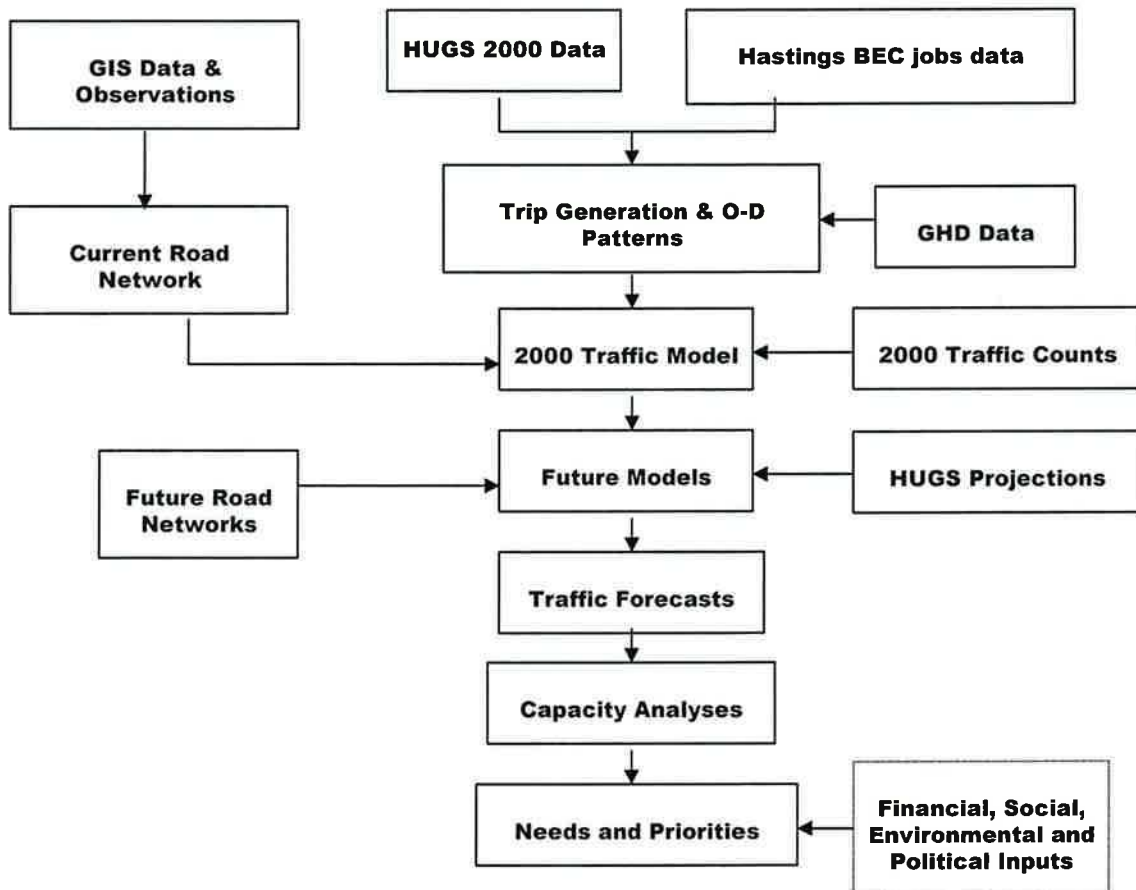 GIS Data &
Observations
HUGS 2000 Data
Hastings BEC jobs data
Trip Generation & O-D
Patterns
GHD Data
Current Road
Network
2000 Traffic Model
2000 Traffic Counts
Future Road
Networks
Future Models
HUGS Projections
Traffic Forecasts
Capacity Analyses
Needs and Priorities
Financial, Social,
Environmental and
Political Inputs